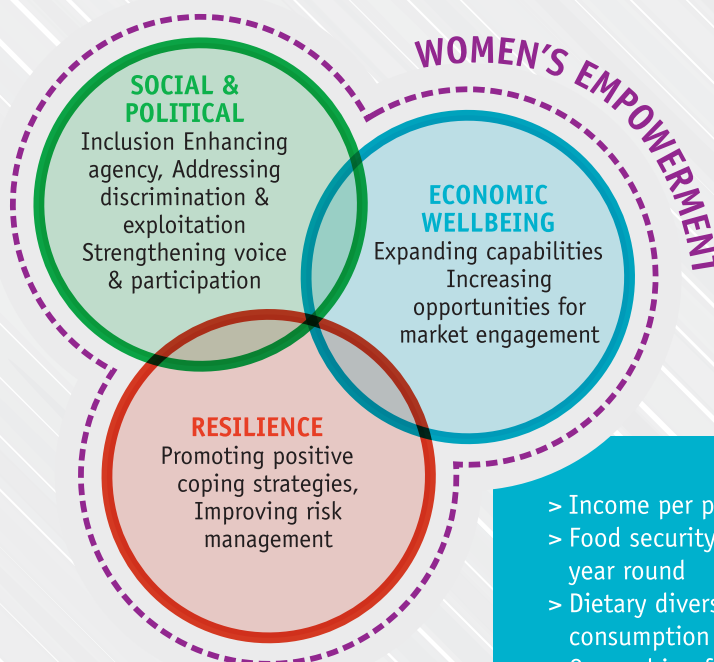 WOMEN'S EMPOWERMENT
SOCIAL &
POLITICAL
Inclusion Enhancing
agency, Addressing
discrimination &
exploitation
Strengthening voice
& participation
ECONOMIC
WELLBEING
Expanding capabilities
Increasing
opportunities for
market engagement
RESILIENCE
Promoting positive
coping strategies,
Improving risk
management
> Income per
> Food security
year round
> Dietary
consumption